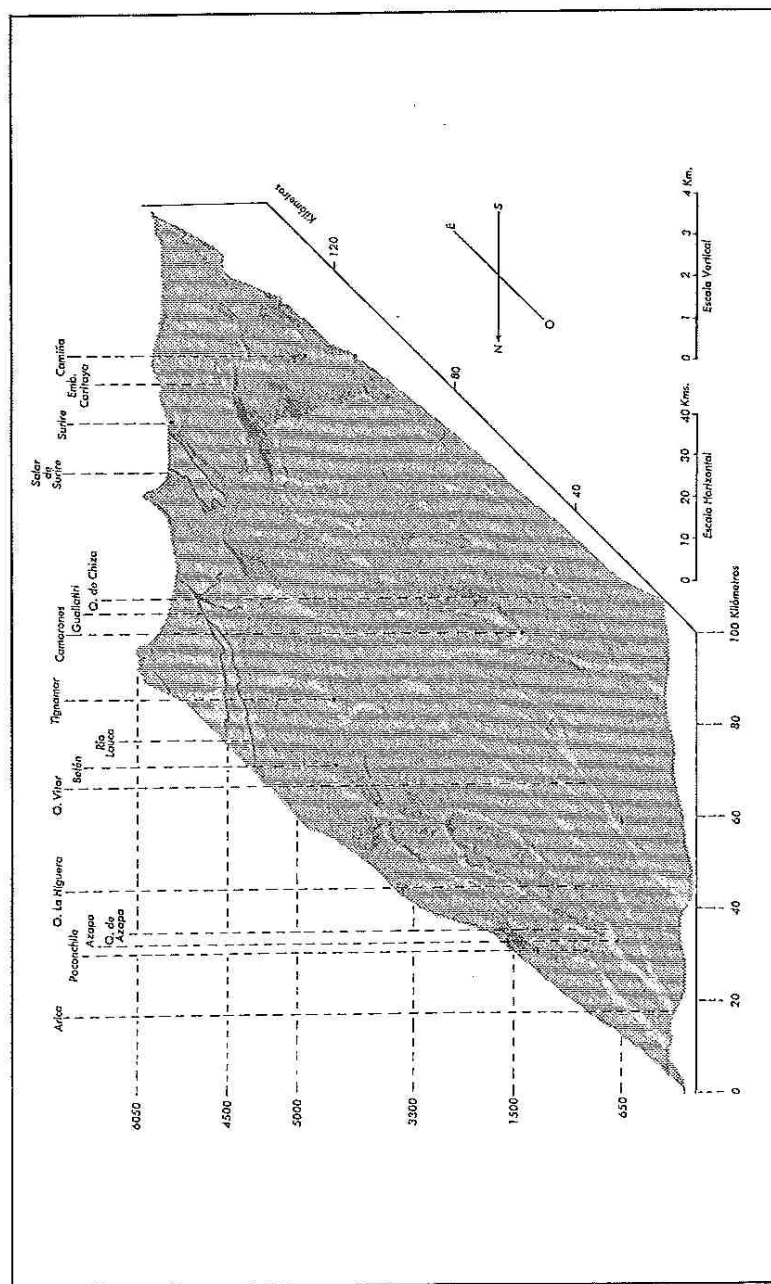 Arica
Poconchile
Azapa
Q. de
Azapa
Q. La Higuera
Q. Vitor
Belén
Río
Lauca
Tignamar
Camarones
Guallatiri
Q. de Chiza
Salar
de
Surire
Surire
Emb.
Caritaya
Camiña
6050
4500
5000
3300
1500
650
Kilómetros
120
80
40
0
20
40
60
80
100 Kilómetros
N
S
E
O
0
10
20
30
40 Kms.
Escala Horizontal
0
1
2
3
4 Km.
Escala Vertical